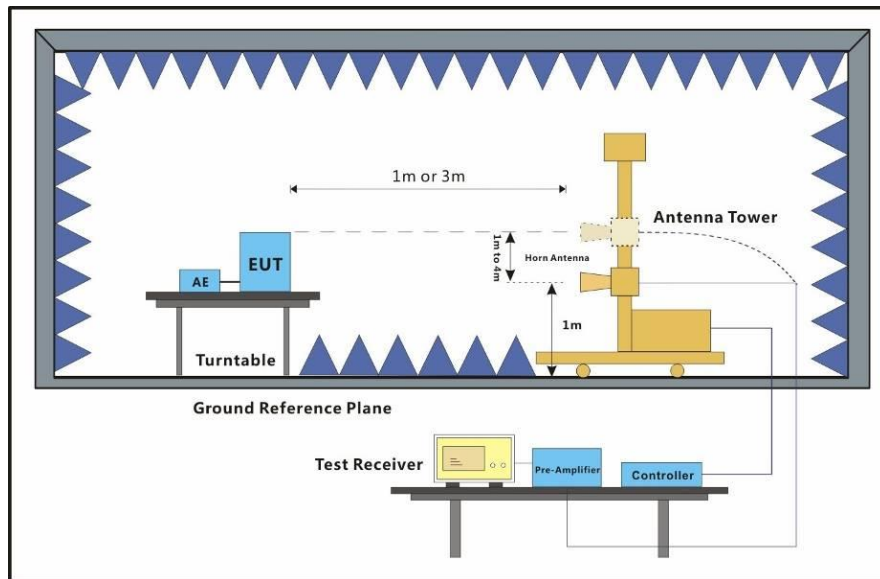 1m or 3m
Antenna Tower
1m to 4m
Horn Antenna
EUT
AE
1m
Turntable
Ground Reference Plane
Test Receiver
Pre-Amplifier
Controller